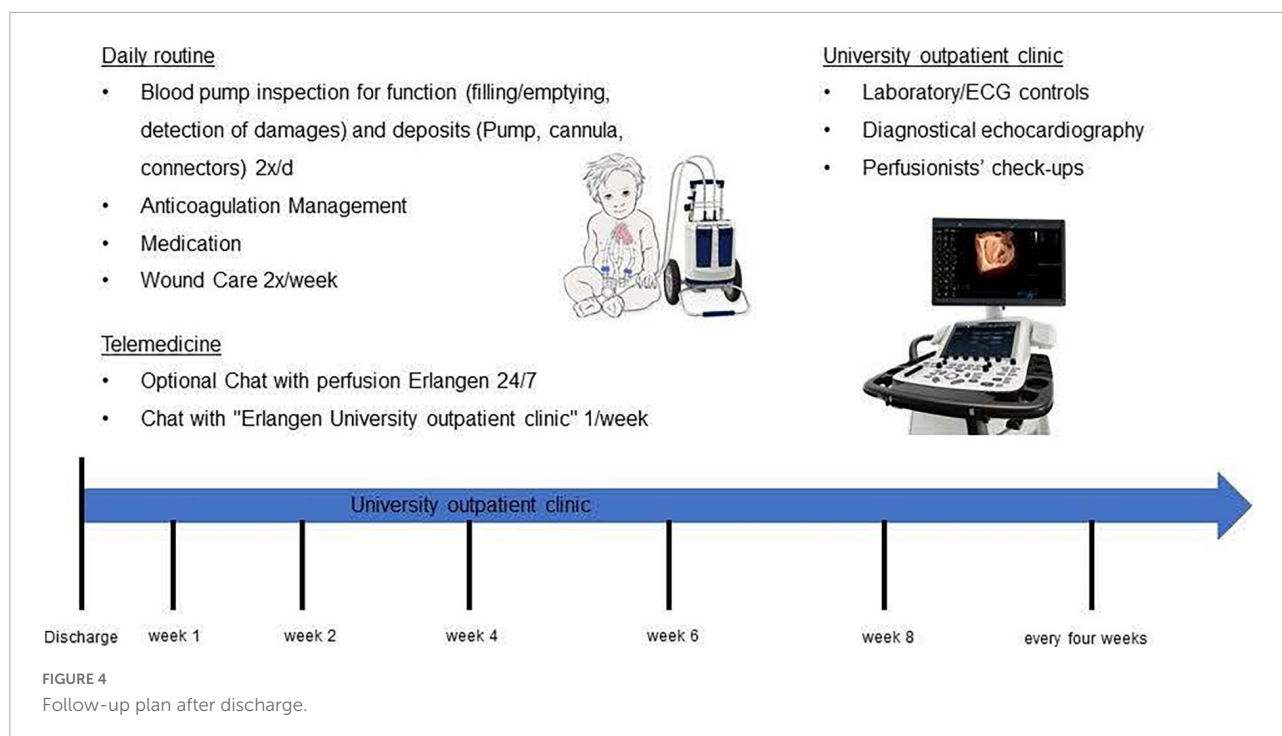 Daily routine
• Blood pump inspection for function (filling/emptying,
detection of damages) and deposits (Pump, cannula,
connectors) 2x/d
• Anticoagulation Management
• Medication
• Wound Care 2x/week
Telemedicine
• Optional Chat with perfusion Erlangen 24/7
• Chat with "Erlangen University outpatient clinic" 1/week
University outpatient clinic
• Laboratory/ECG controls
• Diagnostical echocardiography
• Perfusionists’ check-ups
University outpatient clinic
Discharge
week 1
week 2
week 4
week 6
week 8
every four weeks
FIGURE 4
Follow-up plan after discharge.